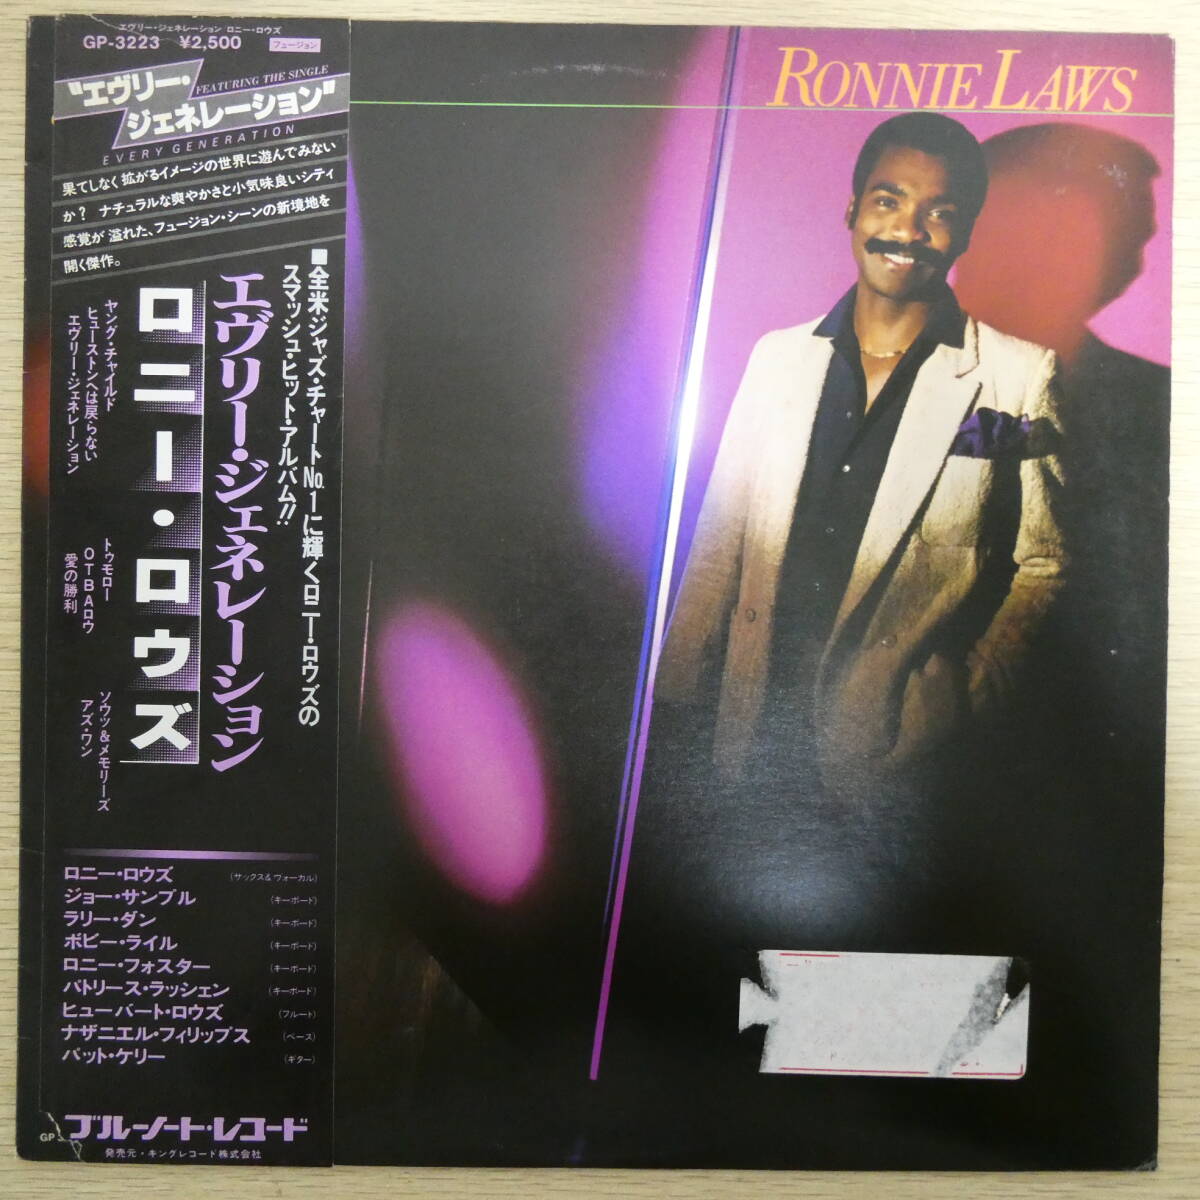 エヴリー・ジェネレーション/ロニー・ロウズ
GP-3223 ¥2,500 フュージョン
FEATURING THE SINGLE
"エヴリー・
ジェネレーション"
EVERY GENERATION
果てしなく拡がるイメージの世界に遊んでみない
か? ナチュラルな爽やかさと小気味良いシティ
感覚が溢れた、フュージョン・シーンの新境地を
開く傑作。
■全米ジャズ・チャートNo.1に輝くロニー・ロウズの
スマッシュ・ヒット・アルバム!!
エヴリー・ジェネレーション
ロニー・ロウズ
ヤング・チャイルド
ヒューストンへは戻らない
エヴリー・ジェネレーション
トゥモロー
OTBAロウ
愛の勝利
ソウツ&メモリーズ
アズ・ワン
ロニー・ロウズ (サックス&ヴォーカル)
ジョー・サンプル (キーボード)
ラリー・ダン (キーボード)
ボビー・ライル (キーボード)
ロニー・フォスター (キーボード)
パトリース・ラッシェン (キーボード)
ヒューバート・ロウズ (フルート)
ナザニエル・フィリップス (ベース)
パット・ケリー (ギター)
GP
ブルーノート・レコード
発売元・キングレコード株式会社
RONNIE LAWS